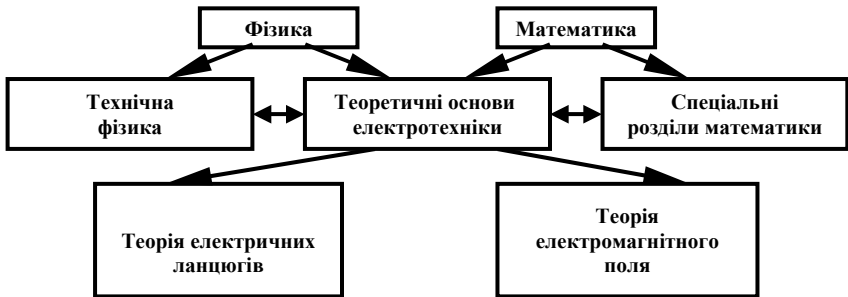 Фізика
Математика
Технічна
фізика
Теоретичні основи
електротехніки
Спеціальні
розділи математики
Теорія електричних
ланцюгів
Теорія
електромагнітного
поля